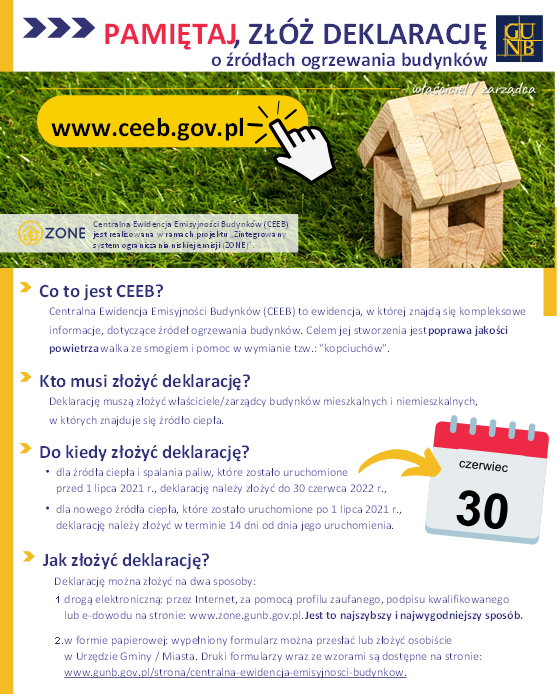 PAMIĘTAJ, ZŁÓŻ DEKLARACJĘ
o źródłach ogrzewania budynków
GU
NB
właściciel / zarządca
www.ceeb.gov.pl
ZONE
Centralna Ewidencja Emisyjności Budynków (CEEB)
jest realizowana w ramach projektu „Zintegrowany
system ograniczania niskiej emisji (ZONE)".
Co to jest CEEB?
Centralna Ewidencja Emisyjności Budynków (CEEB) to ewidencja, w której znajdą się kompleksowe
informacje, dotyczące źródeł ogrzewania budynków. Celem jej stworzenia jest poprawa jakości
powietrza walka ze smogiem i pomoc w wymianie tzw.: "kopciuchów".
Kto musi złożyć deklarację?
Deklarację muszą złożyć właściciele/zarządcy budynków mieszkalnych i niemieszkalnych,
w których znajduje się źródło ciepła.
Do kiedy złożyć deklarację?
• dla źródła ciepła i spalania paliw, które zostało uruchomione
przed 1 lipca 2021 r., deklarację należy złożyć do 30 czerwca 2022 r.,
• dla nowego źródła ciepła, które zostało uruchomione po 1 lipca 2021 r.,
deklarację należy złożyć w terminie 14 dni od dnia jego uruchomienia.
czerwiec
30
Jak złożyć deklarację?
Deklarację można złożyć na dwa sposoby:
1 drogą elektroniczną: przez Internet, za pomocą profilu zaufanego, podpisu kwalifikowanego
lub e-dowodu na stronie: www.zone.gunb.gov.pl. Jest to najszybszy i najwygodniejszy sposób.
2. w formie papierowej: wypełniony formularz można przesłać lub złożyć osobiście
w Urzędzie Gminy / Miasta. Druki formularzy wraz ze wzorami są dostępne na stronie:
www.gunb.gov.pl/strona/centralna-ewidencja-emisyjnosci-budynkow.